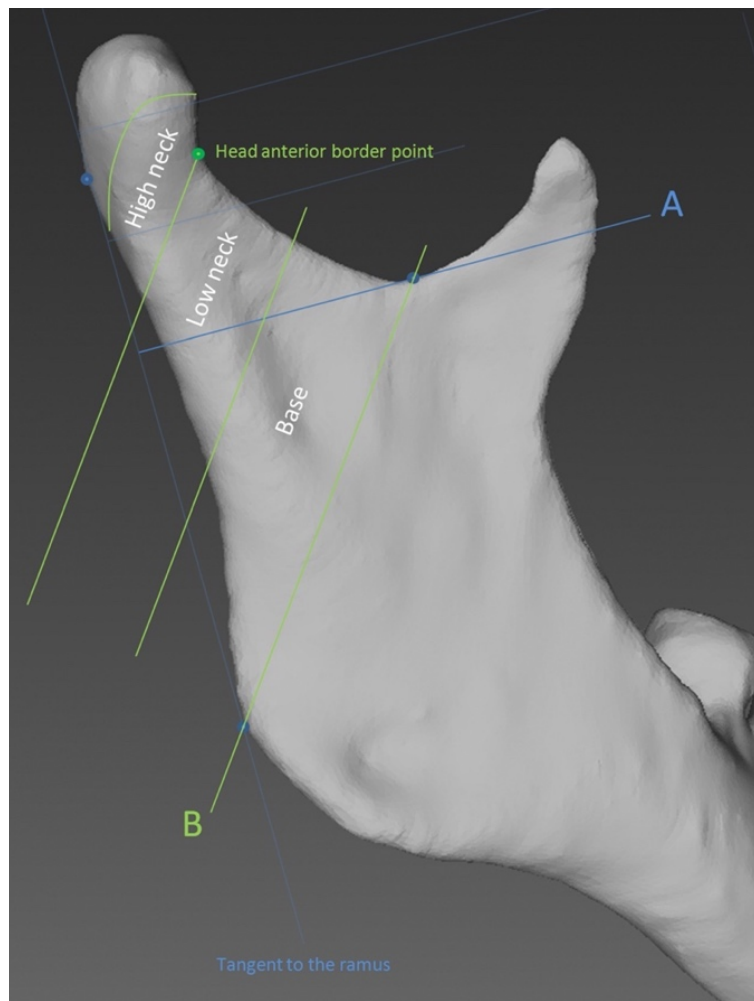 High neck
Head anterior border point
A
Low neck
Base
B
Tangent to the ramus